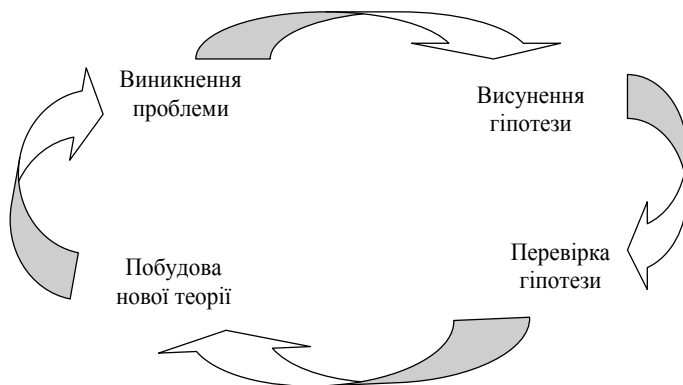 Виникнення
проблеми
Висунення
гіпотези
Перевірка
гіпотези
Побудова
нової теорії